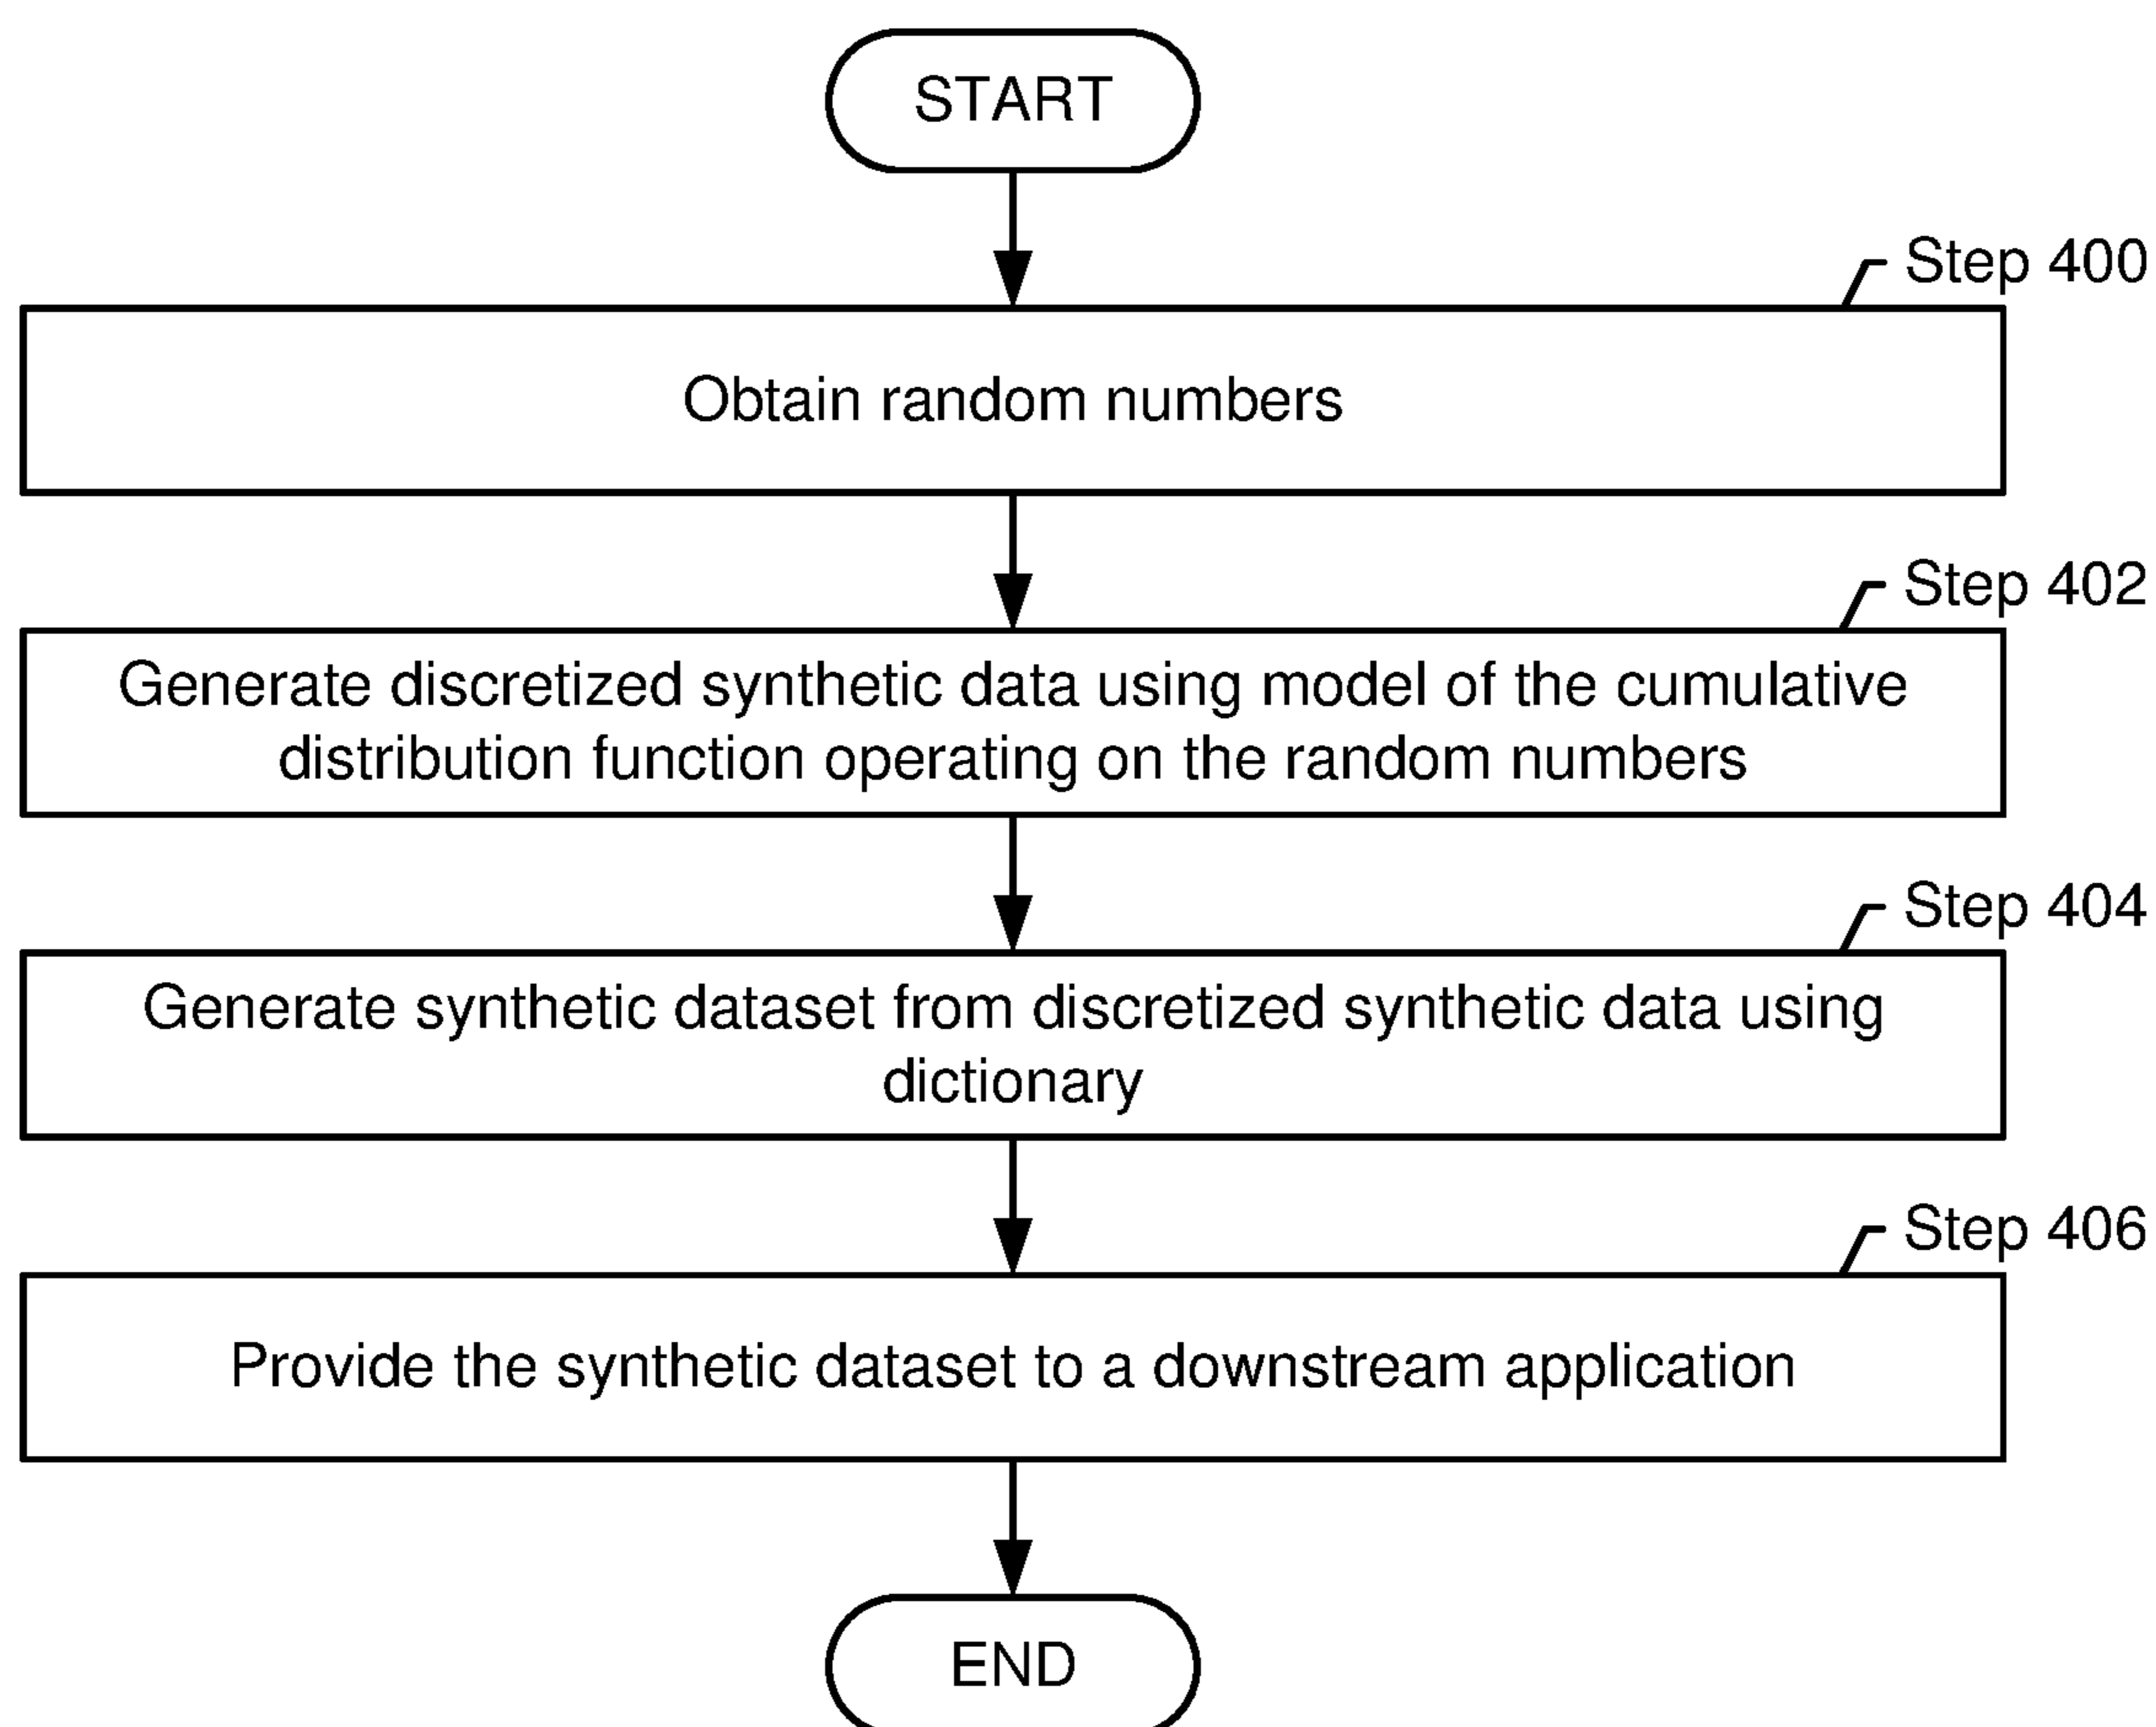 START
Step 400
Obtain random numbers
Step 402
Generate discretized synthetic data using model of the cumulative
distribution function operating on the random numbers
Step 404
Generate synthetic dataset from discretized synthetic data using
dictionary
Step 406
Provide the synthetic dataset to a downstream application
END